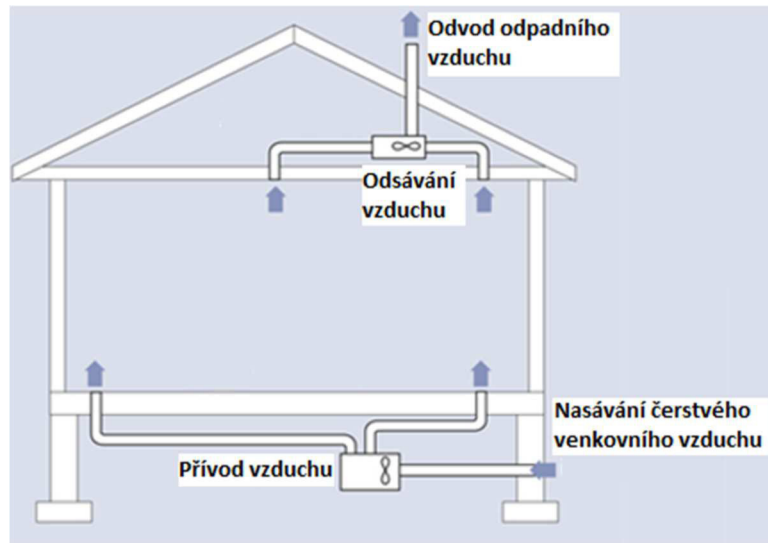 Odvod odpadního
vzduchu
Odsávání
vzduchu
Nasávání čerstvého
venkovního vzduchu
Přívod vzduchu